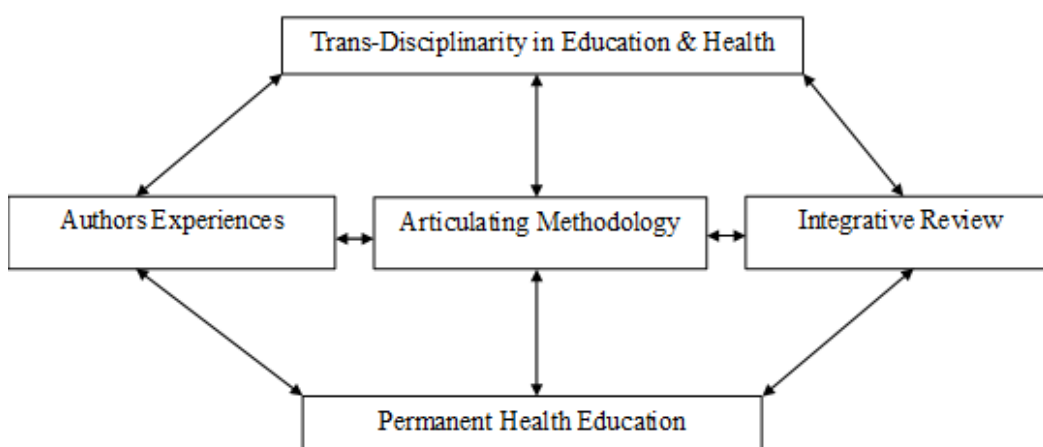 Trans-Disciplinarity in Education & Health
Authors Experiences
Articulating Methodology
Integrative Review
Permanent Health Education